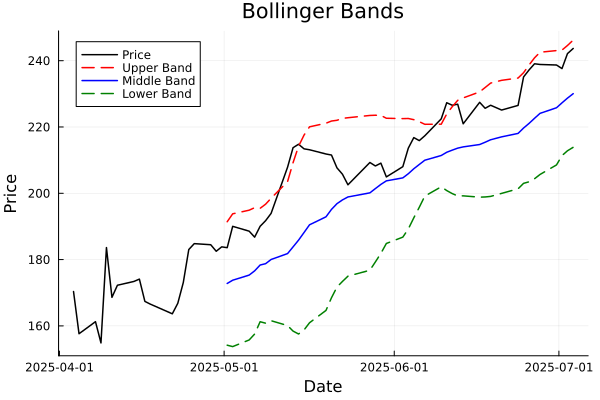 Bollinger Bands
Price
Upper Band
Middle Band
Lower Band
240
220
200
180
160
Price
2025-04-01
2025-05-01
2025-06-01
2025-07-01
Date